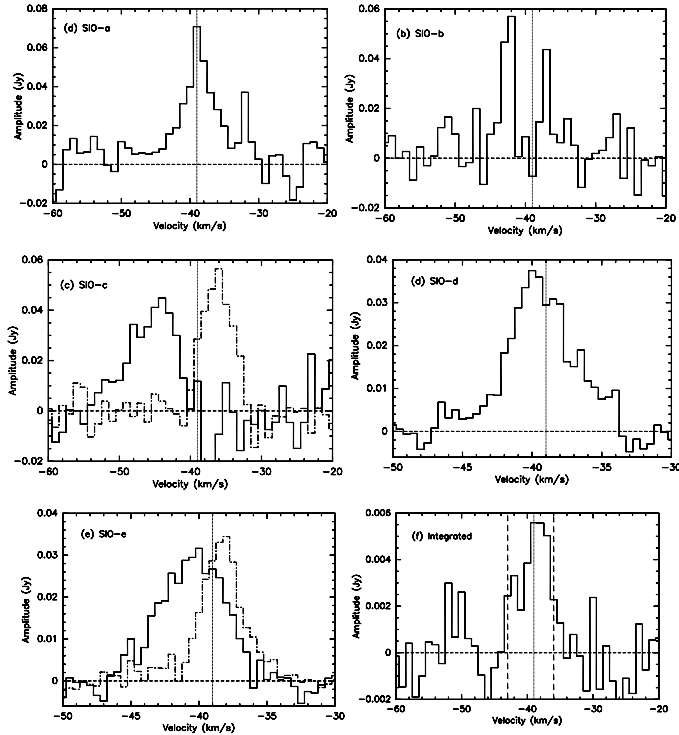 0.08
0.06
0.04
0.02
0
−0.02
Amplitude (Jy)
(d) SIO−a
−60 −50 −40 −30 −20
Velocity (km/s)
0.06
0.04
0.02
0
−0.02
Amplitude (Jy)
(b) SIO−b
−60 −50 −40 −30 −20
Velocity (km/s)
0.06
0.04
0.02
0
−0.02
Amplitude (Jy)
(c) SIO−c
−60 −50 −40 −30 −20
Velocity (km/s)
0.04
0.03
0.02
0.01
0
Amplitude (Jy)
(d) SIO−d
−50 −45 −40 −35 −30
Velocity (km/s)
0.04
0.03
0.02
0.01
0
Amplitude (Jy)
(e) SIO−e
−50 −45 −40 −35 −30
Velocity (km/s)
0.006
0.004
0.002
0
−0.002
Amplitude (Jy)
(f) Integrated
−60 −50 −40 −30 −20
Velocity (km/s)